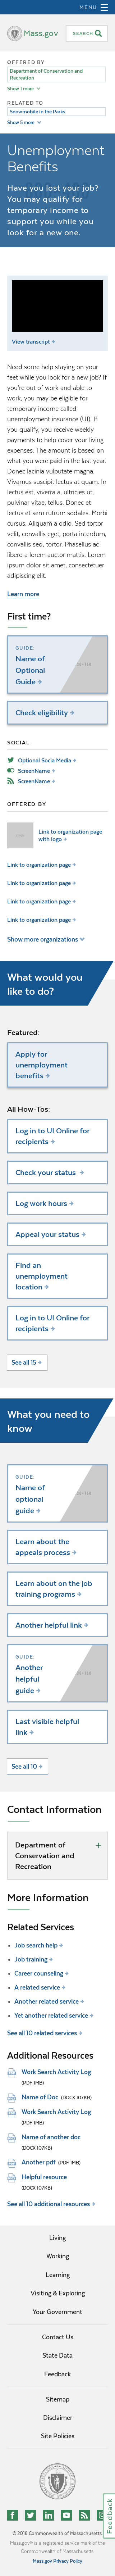 MENU
Mass.gov
SEARCH
OFFERED BY
Department of Conservation and
Recreation
Show 1 more
RELATED TO
Snowmobile in the Parks
Show 5 more
Unemployment
Benefits
Have you lost your job?
You may qualify for
temporary income to
support you while you
look for a new one.
View transcript
Need some help staying on your
feet while you look for a new job? If
you're out of work and able to
work, you may be eligible for
temporary income called
unemployment insurance (UI). If
you qualify, you can receive
weekly payments until you are
reemployed. You must have
earned at least a minimum
amount of wages in the last year.
Donec lacinia vulputate magna.
Vivamus suscipit lectus at est. In
lectus est, viverra a, ultricies ut,
pharetra vitae, tellus. Donec et
lectus et sem rutrum sodales. Morbi
cursus. Aliquam a odio. Sed tortor
velit, convallis eget, porta interdum,
convallis sed, tortor. Phasellus ac
libero a lorem auctor mattis. Lorem
ipsum dolor sit amet, consectetuer
adipiscing elit.
Learn more
First time?
GUIDE
Name of
Optional
Guide
Check eligibility
SOCIAL
Optional Socia Media
ScreenName
ScreenName
OFFERED BY
Link to organization page
with logo
Link to organization page
Link to organization page
Link to organization page
Link to organization page
Show more organizations
What would you
like to do?
Featured:
Apply for
unemployment
benefits
All How-Tos:
Log in to UI Online for
recipients
Check your status
Log work hours
Appeal your status
Find an
unemployment
location
Log in to UI Online for
recipients
See all 15
What you need to
know
GUIDE
Name of
optional
guide
Learn about the
appeals process
Learn about on the job
training programs
Another helpful link
GUIDE
Another
helpful
guide
Last visible helpful
link
See all 10
Contact Information
Department of
Conservation and
Recreation
More Information
Related Services
Job search help
Job training
Career counseling
A related service
Another related service
Yet another related service
See all 10 related services
Additional Resources
Work Search Activity Log
(PDF 1MB)
Name of Doc (DOCX 107KB)
Work Search Activity Log
(PDF 1MB)
Name of another doc
(DOCX 107KB)
Another pdf (PDF 1MB)
Helpful resource
(DOCX 107KB)
See all 10 additional resources
Living
Working
Learning
Visiting & Exploring
Your Government
Contact Us
State Data
Feedback
Sitemap
Disclaimer
Site Policies
Feedback
© 2018 Commonwealth of Massachusetts.
Mass.gov® is a registered service mark of the
Commonwealth of Massachusetts.
Mass.gov Privacy Policy